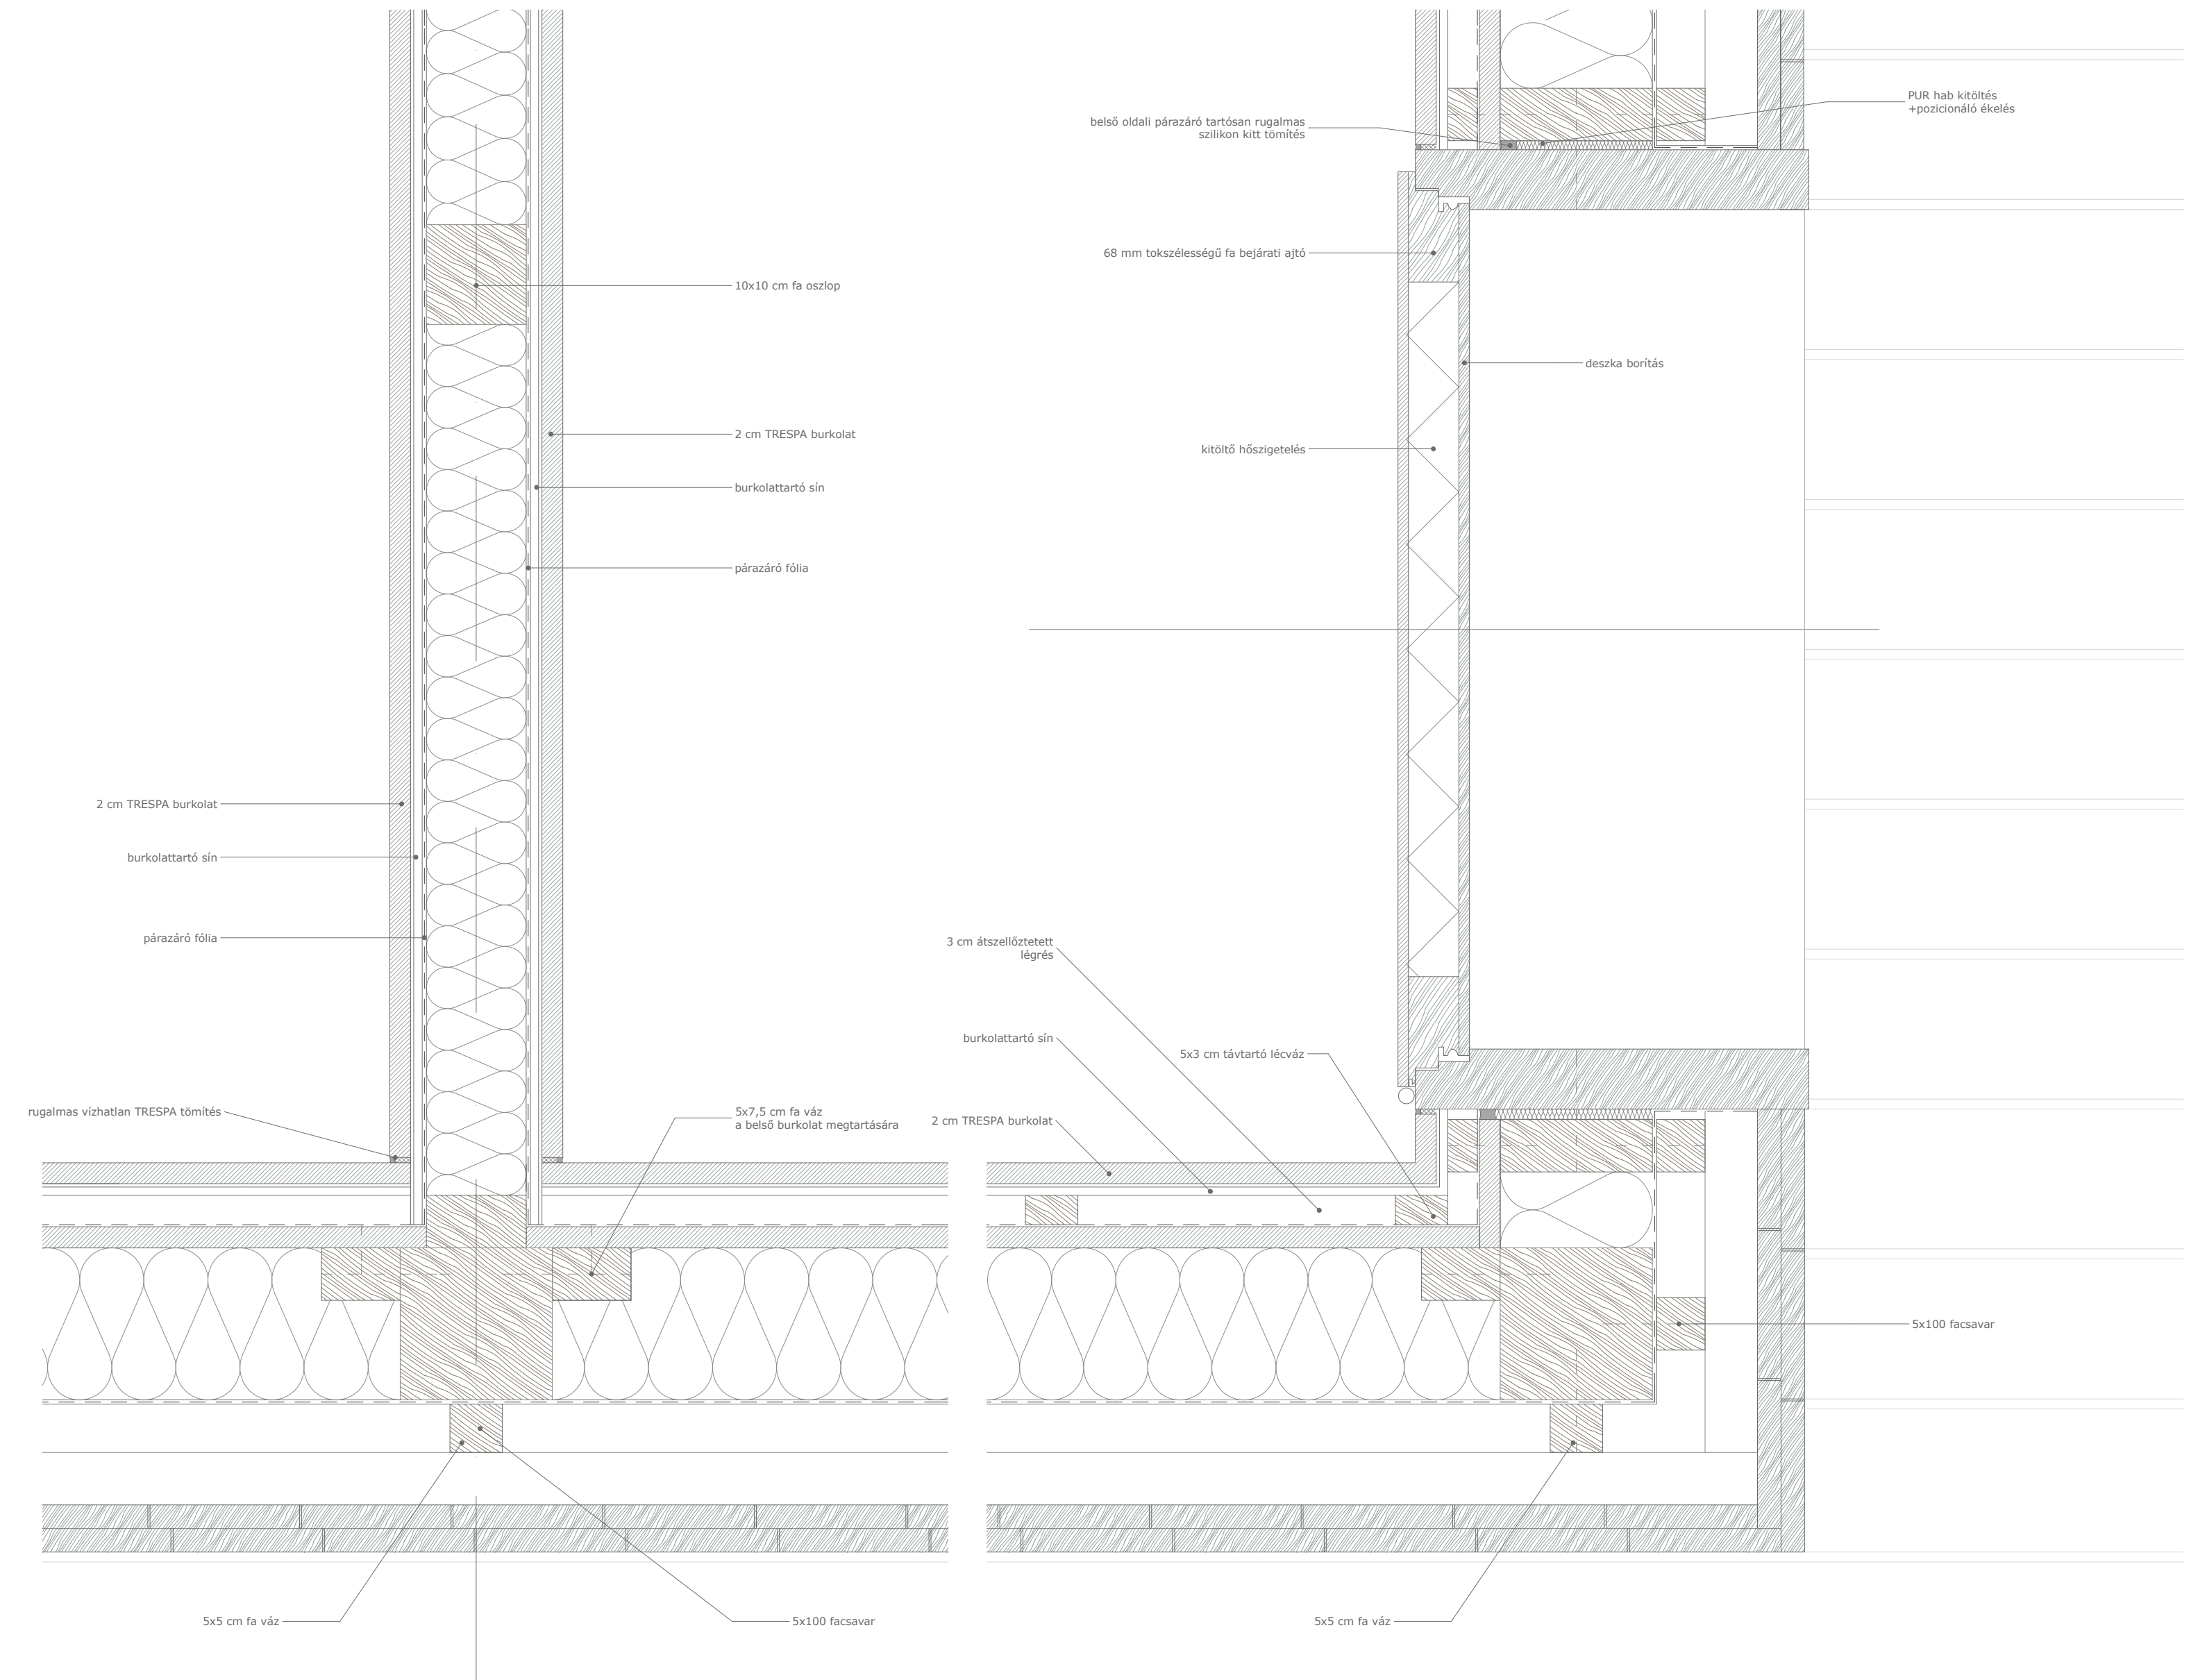 PUR hab kitöltés
+pozicionáló ékelés
belső oldali párazáró tartósan rugalmas
szilikon kitt tömítés
68 mm tokszélességű fa bejárati ajtó
10x10 cm fa oszlop
deszka borítás
2 cm TRESPA burkolat
kitöltő hőszigetelés
burkolattartó sín
párazáró fólia
2 cm TRESPA burkolat
burkolattartó sín
párazáró fólia
3 cm átszellőztetett
légrés
burkolattartó sín
5x3 cm távtartó lécváz
rugalmas vízhatlan TRESPA tömítés
5x7,5 cm fa váz
a belső burkolat megtartására
2 cm TRESPA burkolat
5x100 facsavar
5x5 cm fa váz
5x100 facsavar
5x5 cm fa váz